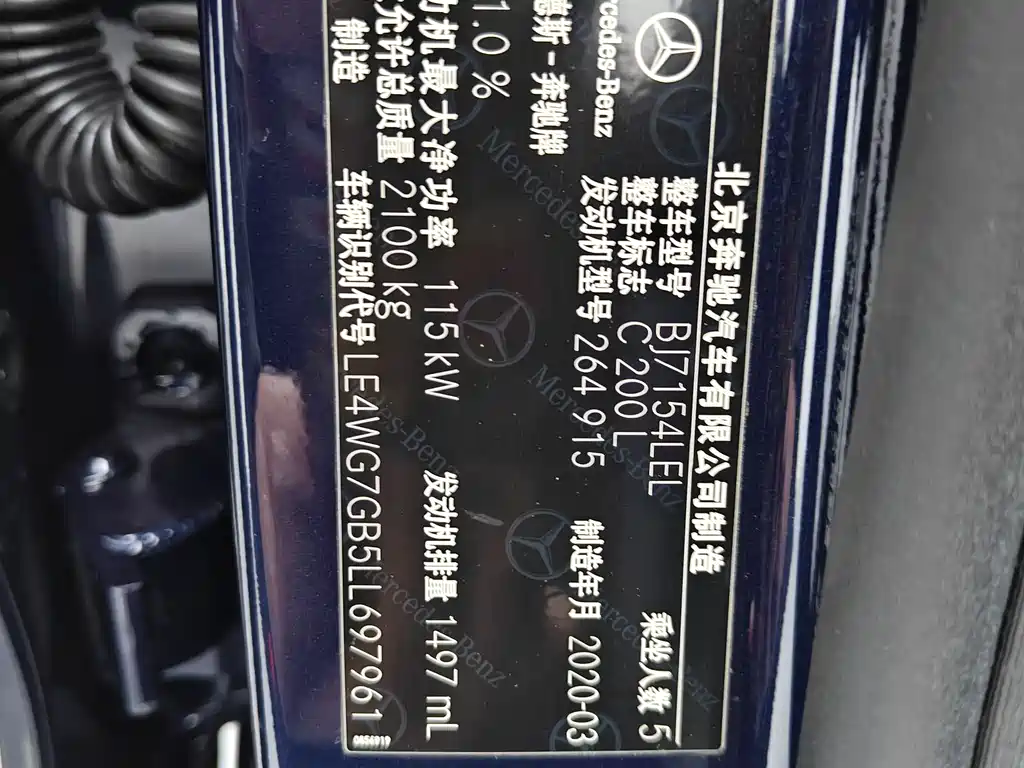 北京奔驰汽车有限公司制造
整车型号 BJ7154LEL 乘坐人数 5
rcedes-Benz 整车标志 C 200 L
德斯-奔驰牌 发动机型号 264 915 制造年月 2020-03
1.0 %
动机最大净功率 115 kW 发动机排量 1497 mL
允许总质量 2100 kg
制造 车辆识别代号 LE4WG7GB5LL697961
Mercedes-Benz